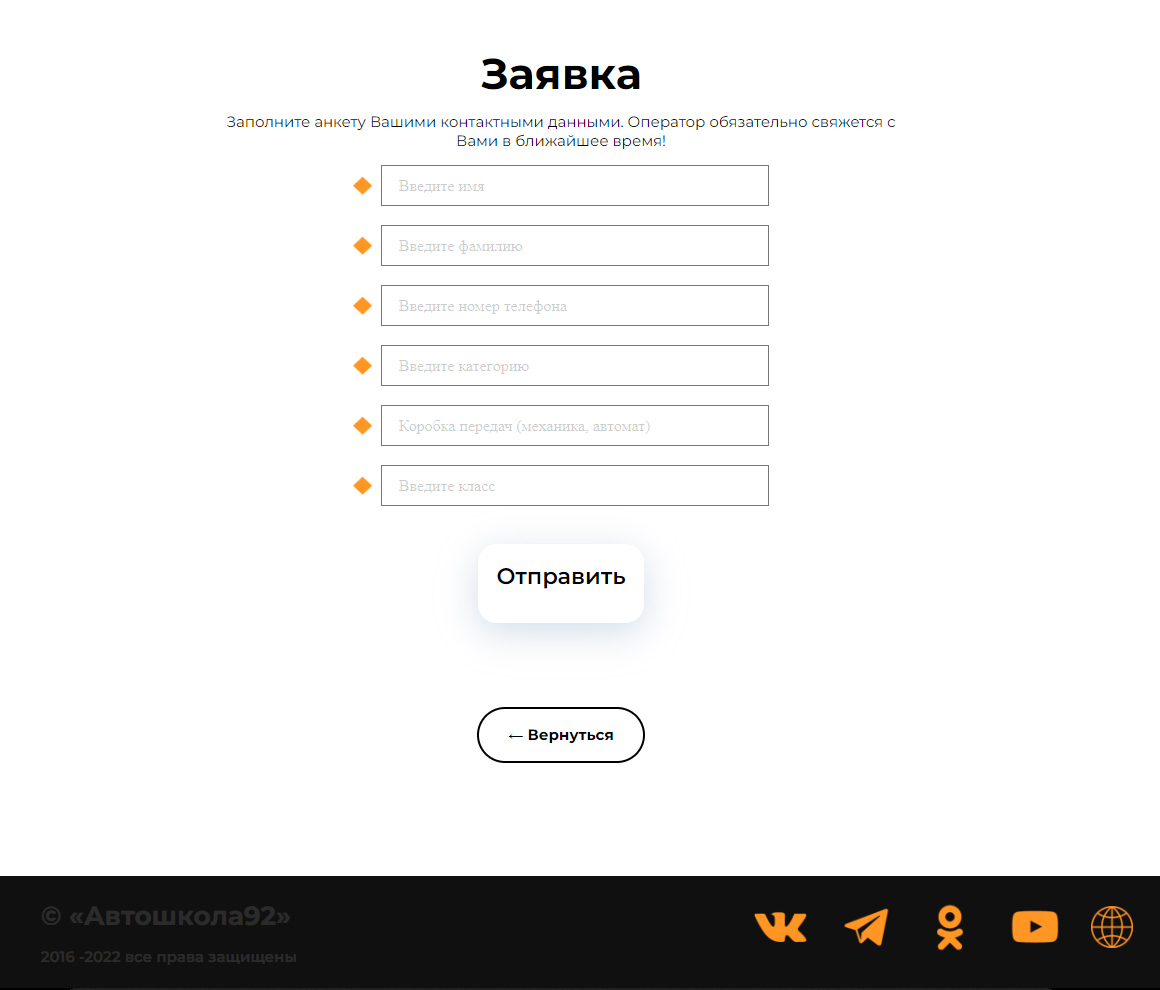 Заявка
Заполните анкету Вашими контактными данными. Оператор обязательно свяжется с
Вами в ближайшее время!
Введите имя
Введите фамилию
Введите номер телефона
Введите категорию
Коробка передач (механика, автомат)
Введите класс
Отправить
← Вернуться
© «Автошкола92»
2016 -2022 все права защищены